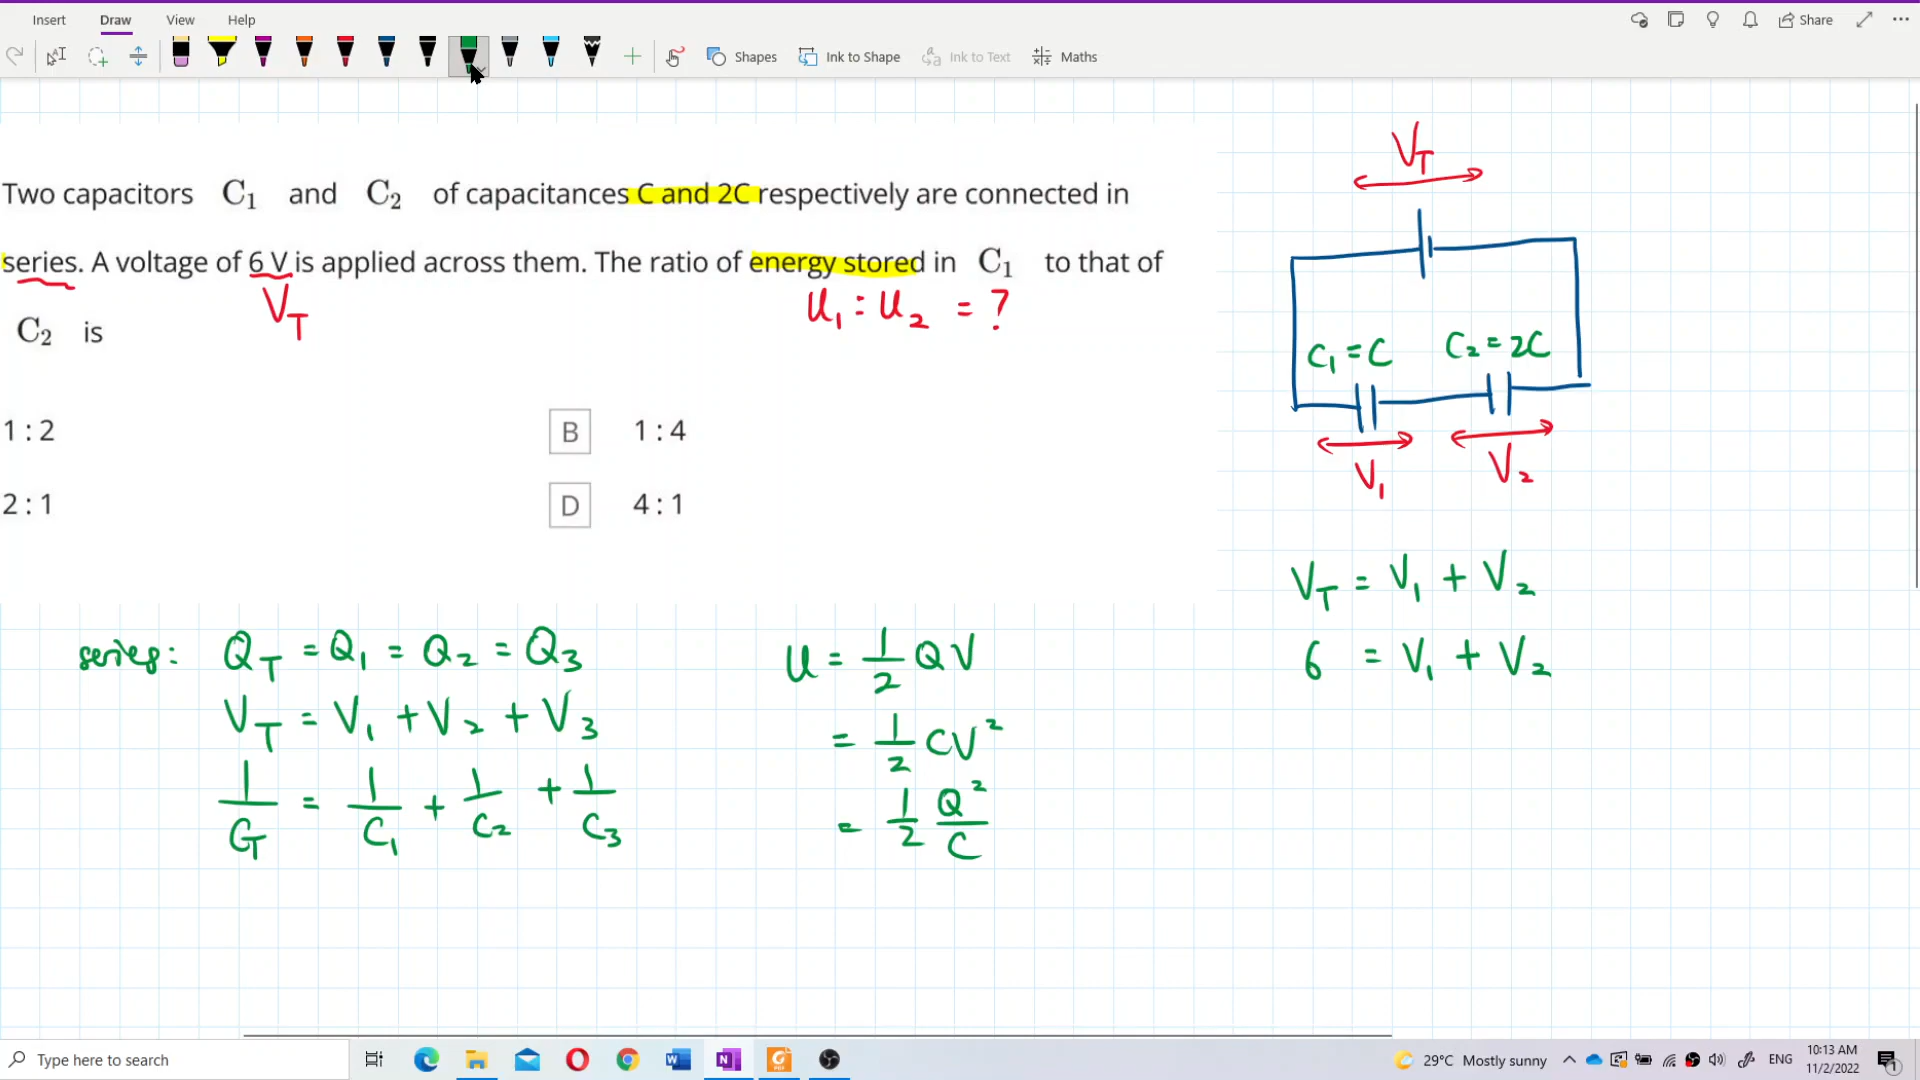 Insert Draw View Help Share
Shapes Ink to Shape Ink to Text Maths
Two capacitors C₁ and C₂ of capacitances C and 2C respectively are connected in
series. A voltage of 6 V is applied across them. The ratio of energy stored in C₁ to that of
V_T
U₁ : U₂ = ?
C₂ is
1 : 2
B 1 : 4
2 : 1
D 4 : 1
V_T
C₁ = C C₂ = 2C
V₁ V₂
V_T = V₁ + V₂
6 = V₁ + V₂
series: Q_T = Q₁ = Q₂ = Q₃
V_T = V₁ + V₂ + V₃
1/C_T = 1/C₁ + 1/C₂ + 1/C₃
U = 1/2 QV
= 1/2 CV²
= 1/2 Q²/C
Type here to search
29°C Mostly sunny ENG
10:13 AM
11/2/2022
1